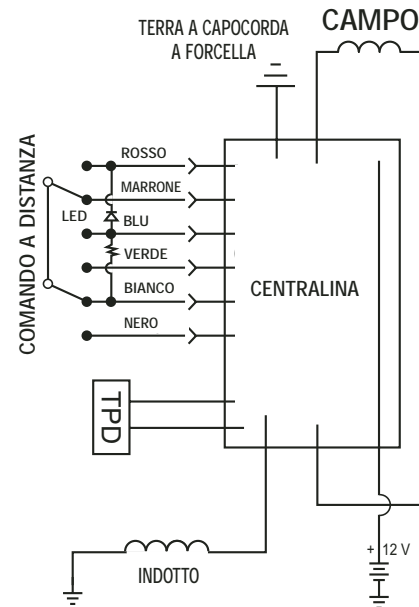 TERRA A CAPOCORDA
A FORCELLA
CAMPO
COMANDO A DISTANZA
ROSSO
MARRONE
LED
BLU
VERDE
BIANCO
NERO
CENTRALINA
TPD
INDOTTO
+ 12 V